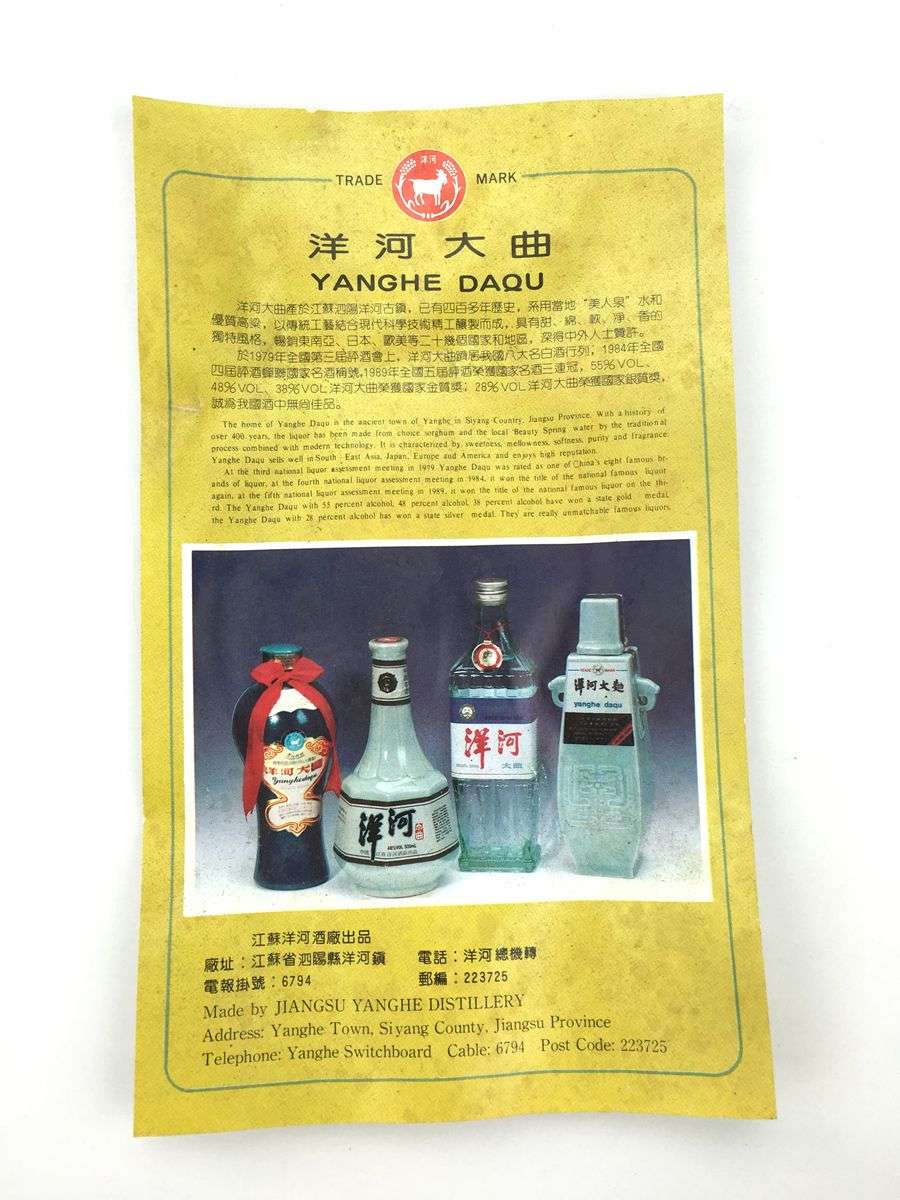 洋河
TRADE MARK
洋河大曲
YANGHE DAQU
洋河大曲產於江蘇泗陽洋河古鎮，已有四百多年歷史，系用當地“美人泉”水和
優質高粱，以傳統工藝結合現代科學技術精工釀製而成，具有甜、綿、軟、淨、香的
獨特風格，暢銷東南亞、日本、歐美等二十幾個國家和地區，深得中外人士贊許。
於1979年全國第三屆評酒會上，洋河大曲躋居我國八大名白酒行列，1984年全國
四屆評酒蟬聯國家名酒稱號，1989年全國五屆評酒榮獲國家名酒三連冠，55%VOL、
48%VOL、38%VOL洋河大曲榮獲國家金質獎；28%VOL洋河大曲榮獲國家銀質獎，
誠爲我國酒中無尚佳品。
The home of Yanghe Daqu is the ancient town of Yanghe in Siyang Country, Jiangsu Province. With a history of
over 400 years, the liquor has been made from choice sorghum and the local Beauty Spring water by the traditional
process combined with modern technology. It is characterized by sweetness, mellowness, softness, purity and fragrance.
Yanghe Daqu sells well in South East Asia, Japan, Europe and America and enjoys high reputation.
At the third national liquor assessment meeting in 1979 Yanghe Daqu was rated as one of China's eight famous br-
ands of liquor, at the fourth national liquor assessment meeting in 1984, it won the title of the national famous liquor
again, at the fifth national liquor assessment meeting in 1989, it won the title of the national famous liquor on the thi-
rd. The Yanghe Daqu with 55 percent alcohol, 48 percent alcohol, 38 percent alcohol have won a state gold medal,
the Yanghe Daqu with 28 percent alcohol has won a state silver medal. They are really unmatchable famous liquors.
洋河大曲
Yanghedaqu
洋河
大曲
48%VOL 500mL
洋河
大曲
TRADE MARK
洋河大麯
yanghe daqu
江蘇洋河酒廠出品
廠址：江蘇省泗陽縣洋河鎮 電話：洋河總機轉
電報掛號：6794 郵編：223725
Made by JIANGSU YANGHE DISTILLERY
Address: Yanghe Town, Siyang County, Jiangsu Province
Telephone: Yanghe Switchboard Cable: 6794 Post Code: 223725